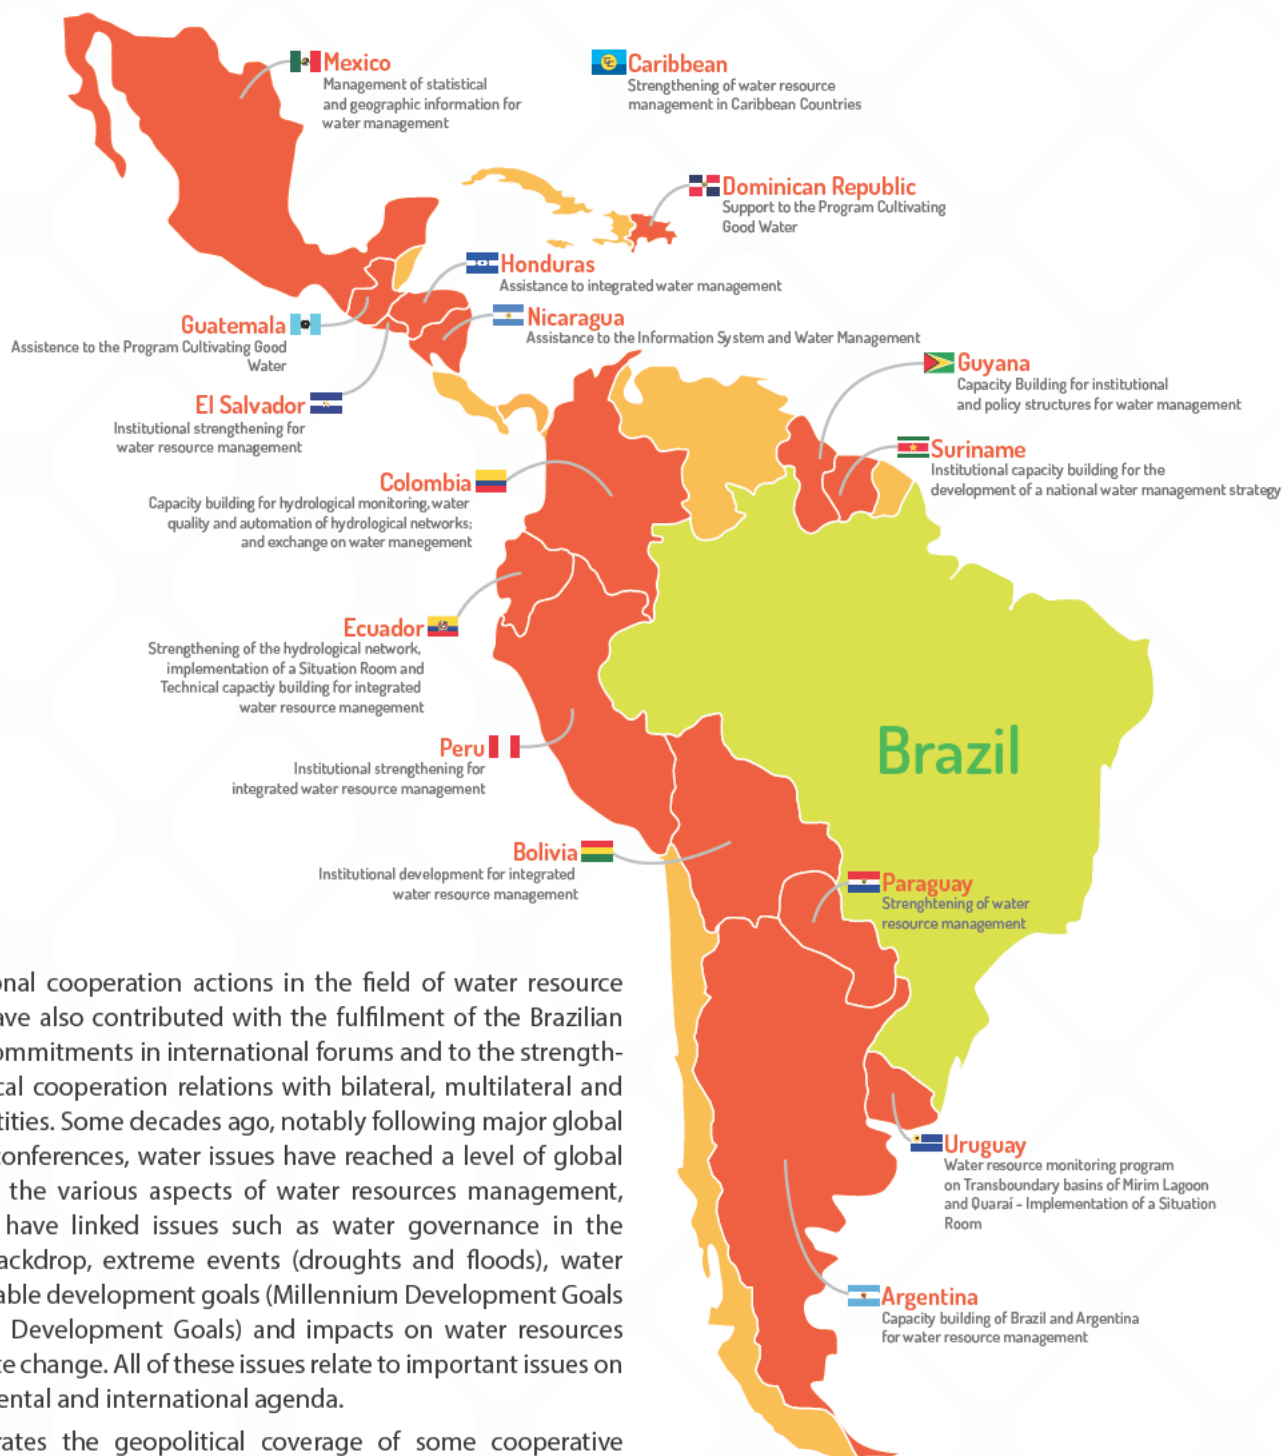 Mexico
Management of statistical
and geographic information for
water management
Caribbean
Strengthening of water resource
management in Caribbean Countries
Dominican Republic
Support to the Program Cultivating
Good Water
Honduras
Assistance to integrated water management
Guatemala
Assistence to the Program Cultivating Good
Water
Nicaragua
Assistance to the Information System and Water Management
El Salvador
Institutional strengthening for
water resource management
Guyana
Capacity Building for institutional
and policy structures for water management
Suriname
Institutional capacity building for the
development of a national water management strategy
Colombia
Capacity building for hydrological monitoring, water
quality and automation of hydrological networks;
and exchange on water manegement
Ecuador
Strengthening of the hydrological network,
implementation of a Situation Room and
Technical capactiy building for integrated
water resource manegement
Peru
Institutional strengthening for
integrated water resource management
Brazil
Bolivia
Institutional development for integrated
water resource management
Paraguay
Strenghtening of water
resource management
Uruguay
Water resource monitoring program
on Transboundary basins of Mirim Lagoon
and Quaraí - Implementation of a Situation
Room
Argentina
Capacity building of Brazil and Argentina
for water resource management
onal cooperation actions in the field of water resource
ave also contributed with the fulfilment of the Brazilian
ommitments in international forums and to the strength-
cal cooperation relations with bilateral, multilateral and
tities. Some decades ago, notably following major global
conferences, water issues have reached a level of global
the various aspects of water resources management,
have linked issues such as water governance in the
ackdrop, extreme events (droughts and floods), water
able development goals (Millennium Development Goals
Development Goals) and impacts on water resources
te change. All of these issues relate to important issues on
ental and international agenda.
rates the geopolitical coverage of some cooperative